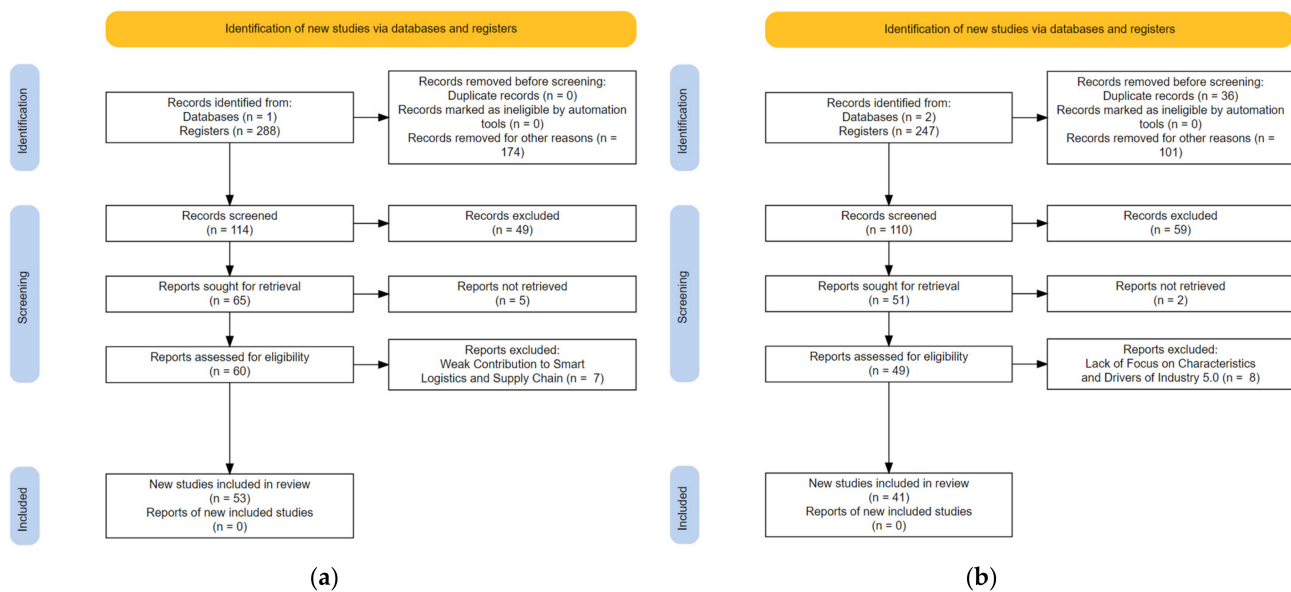 Identification of new studies via databases and registers
Identification
Records identified from:
Databases (n = 1)
Registers = 288)
Records removed before screening:
Duplicate records (n = 0)
Records marked as ineligible by automation
tools (n = 0)
Records removed for other reasons (n =
174)
Screening
Records screened
(n = 114)
Records excluded
(n = 49)
Reports sought for retrieval
(n = 65)
Reports not retrieved
(n = 5)
Reports assessed for eligibility
(n = 60)
Reports excluded:
Weak Contribution to Smart
Logistics and Supply Chain (n = 7)
Included
New studies included in review
(n = 53)
Reports of new included studies
(n = 0)
(a)
Identification of new studies via databases and registers
Identification
Records identified from:
Databases (n = 2)
Registers (n = 247)
Records removed before screening:
Duplicate records (n = 36)
Records marked as ineligible by automation
tools (n = 0)
Records removed for other reasons (n =
101)
Screening
Records screened
(n = 110)
Records excluded
(n = 59)
Reports sought for retrieval
(n = 51)
Reports not retrieved
(n = 2)
Reports assessed for eligibility
(n = 49)
Reports excluded:
Lack of Focus on Characteristics
and Drivers of Industry 5.0 (n = 8)
Included
New studies included in review
(n = 41)
Reports of new included studies
(n = 0)
(b)